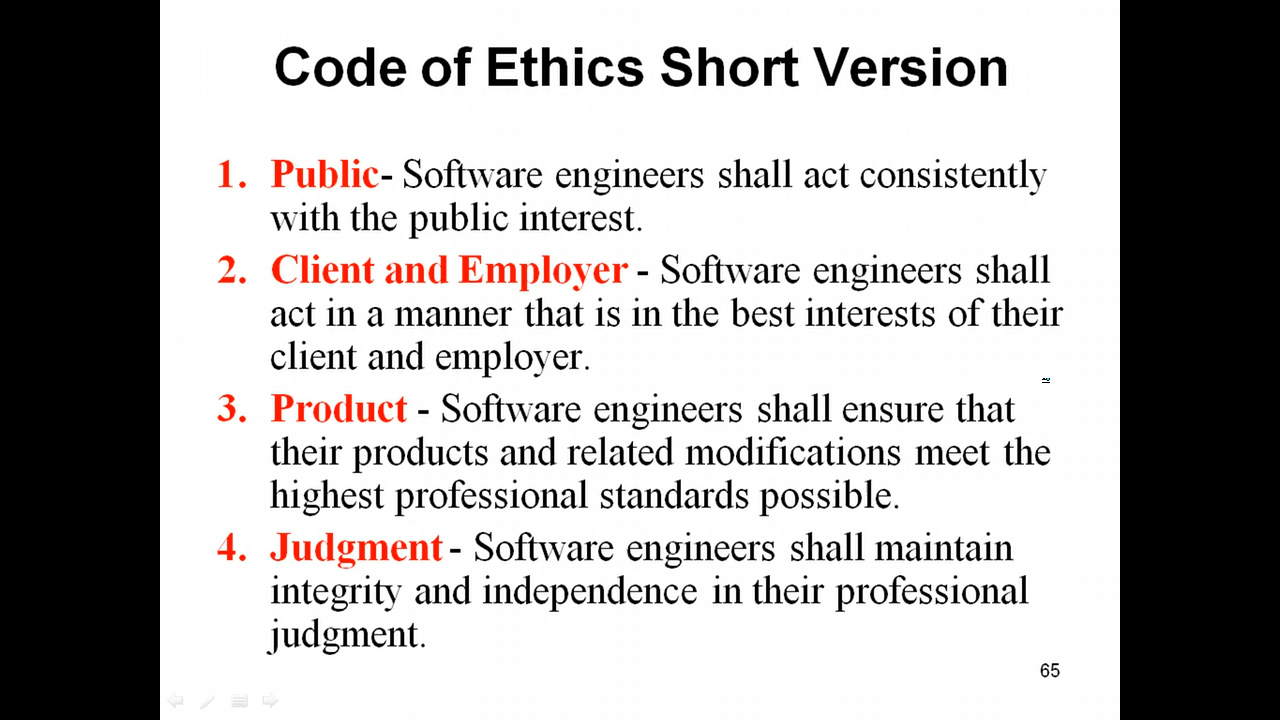 Code of Ethics Short Version
1. Public- Software engineers shall act consistently
with the public interest.
2. Client and Employer - Software engineers shall
act in a manner that is in the best interests of their
client and employer.
3. Product - Software engineers shall ensure that
their products and related modifications meet the
highest professional standards possible.
4. Judgment - Software engineers shall maintain
integrity and independence in their professional
judgment.
65